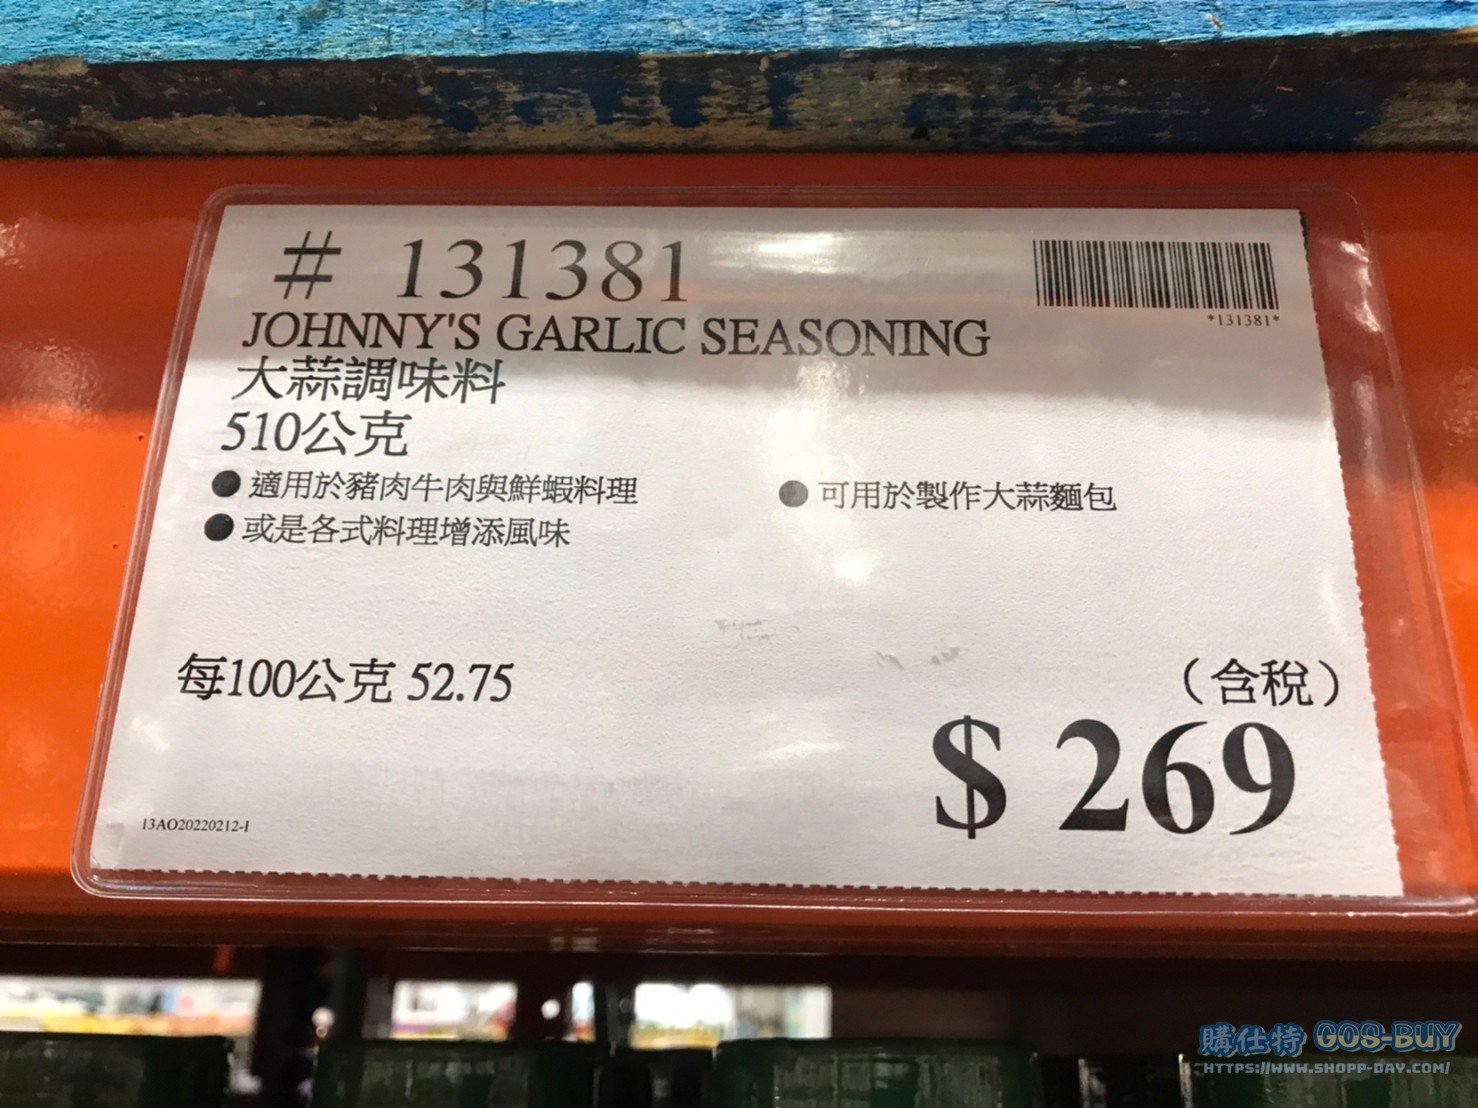 # 131381
*131381*
JOHNNY'S GARLIC SEASONING
大蒜調味料
510公克
●適用於豬肉牛肉與鮮蝦料理
●可用於製作大蒜麵包
●或是各式料理增添風味
每100公克 52.75
（含稅）
$ 269
13AO20220212-I
購仕特 GOS-BUY
HTTPS://WWW.SHOPP-DAY.COM/